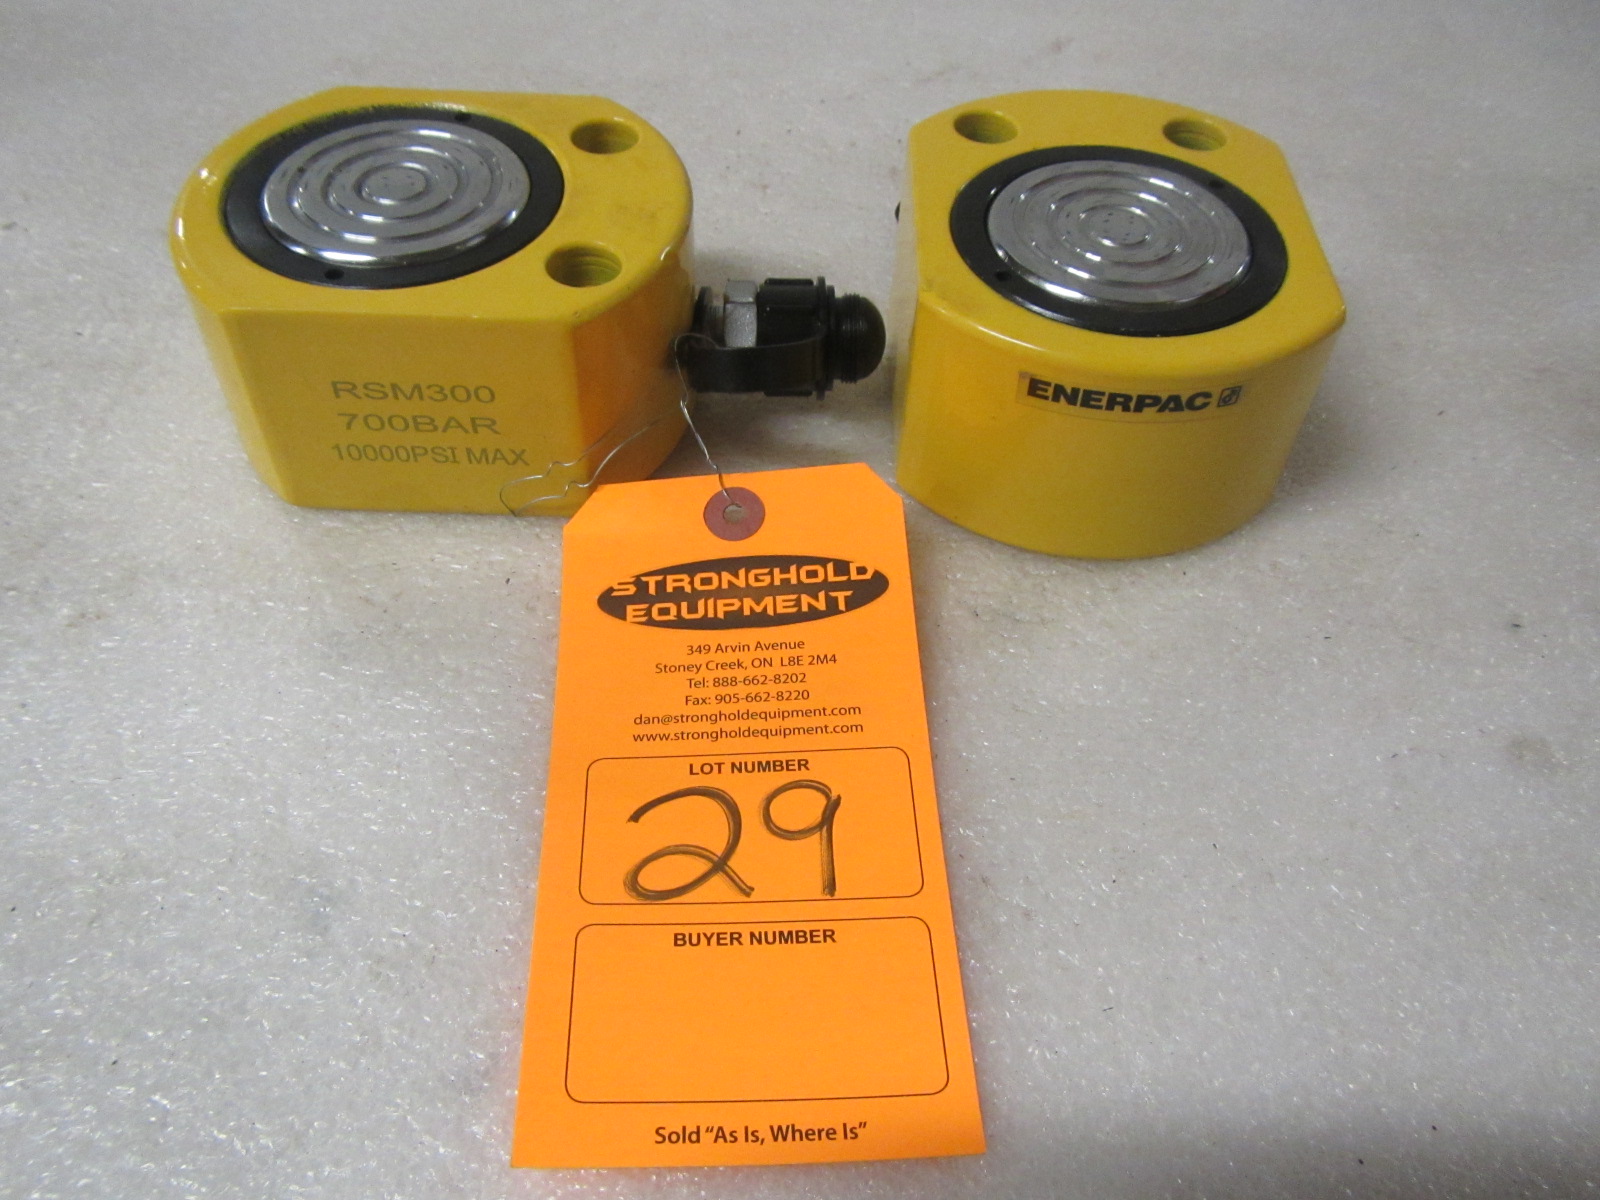 RSM300
700BAR
10000PSI MAX
ENERPAC
STRONGHOLD
EQUIPMENT
349 Arvin Avenue
Stoney Creek, ON L8E 2M4
Tel: 888-662-8202
Fax: 905-662-8220
dan@strongholdequipment.com
www.strongholdequipment.com
LOT NUMBER
29
BUYER NUMBER
Sold "As Is, Where Is"